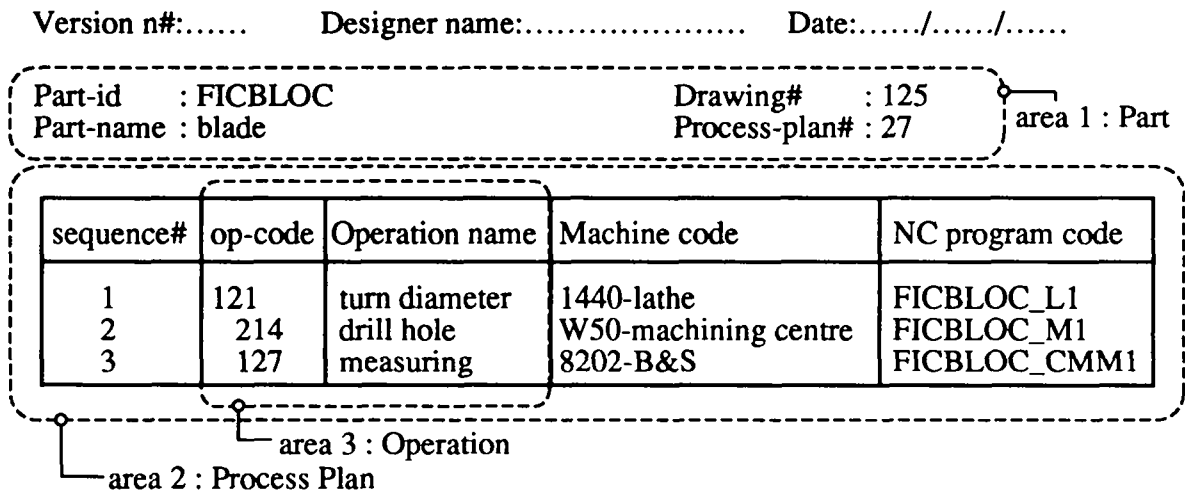 Version n#:...... Designer name:...................... Date:....../....../......
Part-id : FICBLOC Drawing# : 125
Part-name : blade Process-plan# : 27
area 1 : Part
sequence# op-code Operation name Machine code NC program code
1 121 turn diameter 1440-lathe FICBLOC_L1
2 214 drill hole W50-machining centre FICBLOC_M1
3 127 measuring 8202-B&S FICBLOC_CMM1
area 3 : Operation
area 2 : Process Plan